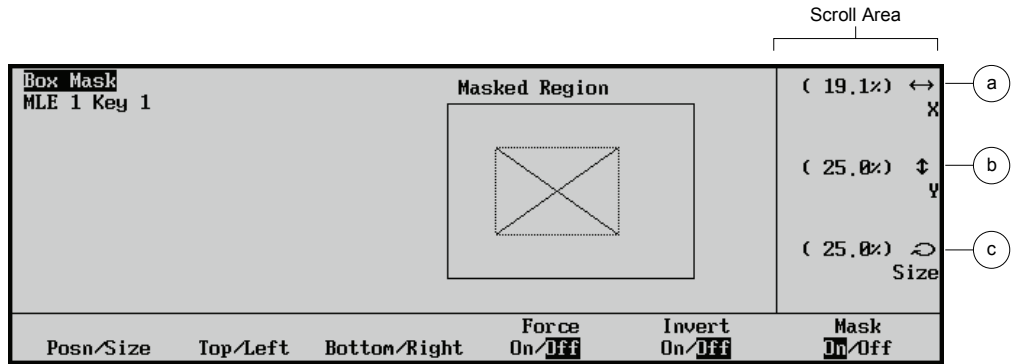 Scroll Area
Box Mask
MLE 1 Key 1
Masked Region
( 19.1%) ↔
X
a
( 25.0%) ↕
Y
b
( 25.0%)
Size
c
Posn/Size
Top/Left
Bottom/Right
Force
On/Off
Invert
On/Off
Mask
On/Off